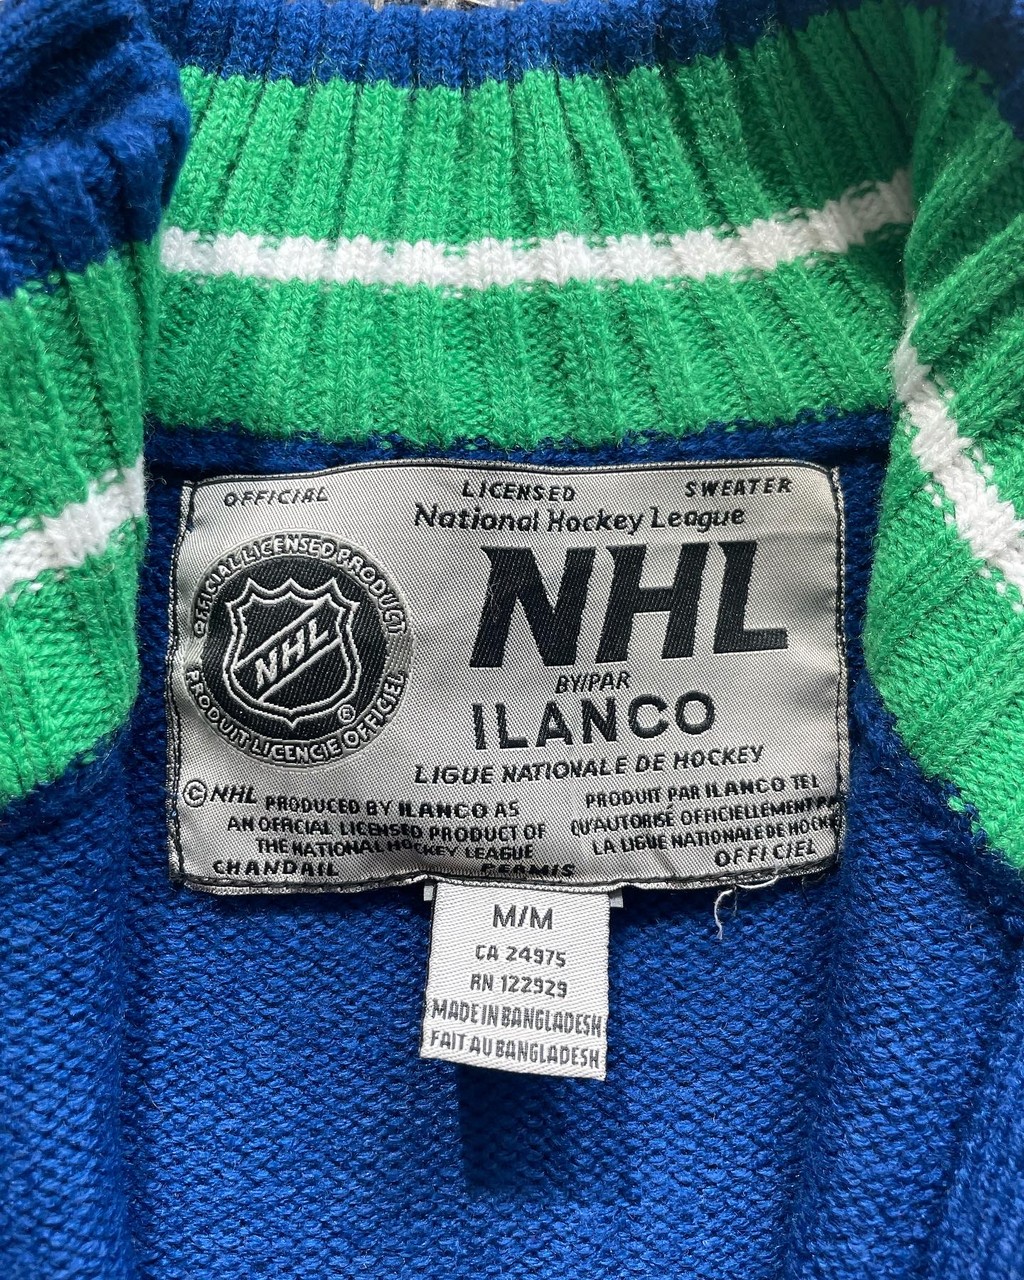 OFFICIAL LICENSED SWEATER
National Hockey League
NHL
BY/PAR
ILANCO
LIGUE NATIONALE DE HOCKEY
OFFICIAL LICENSED PRODUCT
NHL
®
PRODUIT LICENCIE OFFICIEL
©NHL PRODUCED BY ILANCO AS
AN OFFICIAL LICENSED PRODUCT OF
THE NATIONAL HOCKEY LEAGUE
PRODUIT PAR ILANCO TEL
QU'AUTORISÉ OFFICIELLEMENT
LA LIGUE NATIONALE DE HOCKE
CHANDAIL PERMIS OFFICIEL
M/M
CA 24975
RN 122929
MADE IN BANGLADESH
FAIT AU BANGLADESH